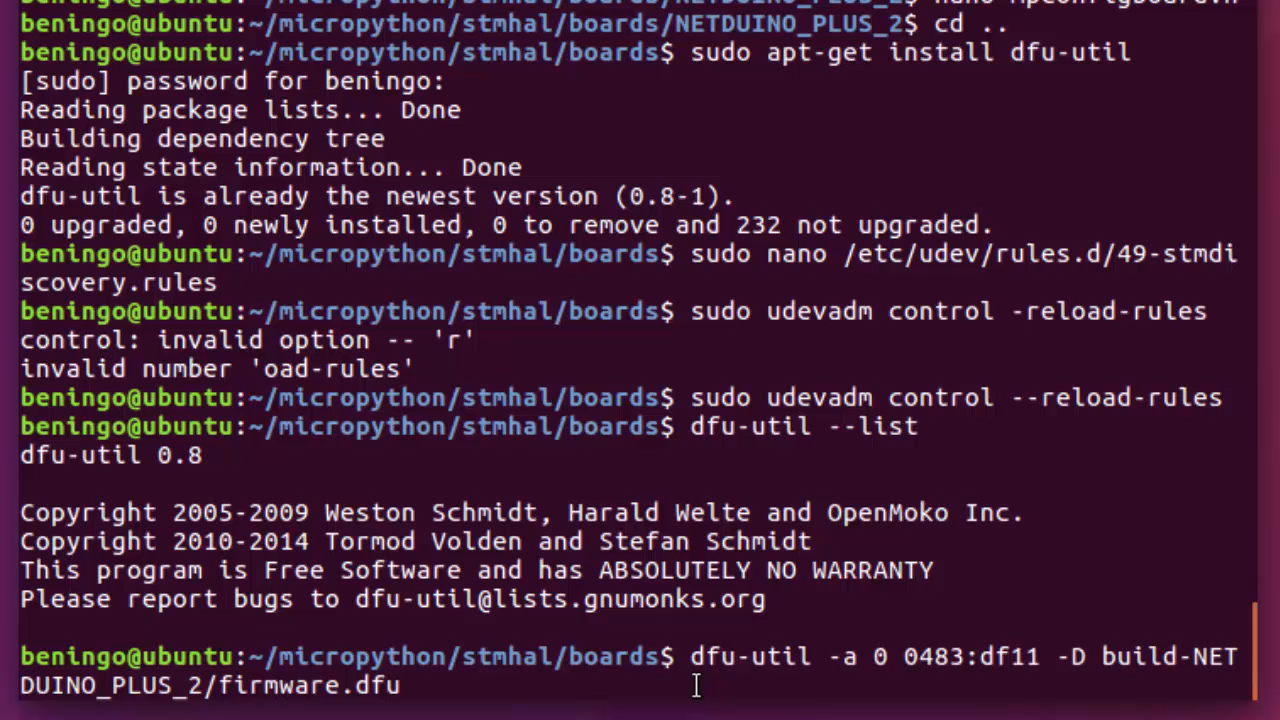 beningo@ubuntu:~/micropython/stmhal/boards/NETDUINO_PLUS_2$ cd ..
beningo@ubuntu:~/micropython/stmhal/boards$ sudo apt-get install dfu-util
[sudo] password for beningo:
Reading package lists... Done
Building dependency tree
Reading state information... Done
dfu-util is already the newest version (0.8-1).
0 upgraded, 0 newly installed, 0 to remove and 232 not upgraded.
beningo@ubuntu:~/micropython/stmhal/boards$ sudo nano /etc/udev/rules.d/49-stmdi
scovery.rules
beningo@ubuntu:~/micropython/stmhal/boards$ sudo udevadm control -reload-rules
control: invalid option -- 'r'
invalid number 'oad-rules'
beningo@ubuntu:~/micropython/stmhal/boards$ sudo udevadm control --reload-rules
beningo@ubuntu:~/micropython/stmhal/boards$ dfu-util --list
dfu-util 0.8
Copyright 2005-2009 Weston Schmidt, Harald Welte and OpenMoko Inc.
Copyright 2010-2014 Tormod Volden and Stefan Schmidt
This program is Free Software and has ABSOLUTELY NO WARRANTY
Please report bugs to dfu-util@lists.gnumonks.org
beningo@ubuntu:~/micropython/stmhal/boards$ dfu-util -a 0 0483:df11 -D build-NET
DUINO_PLUS_2/firmware.dfu